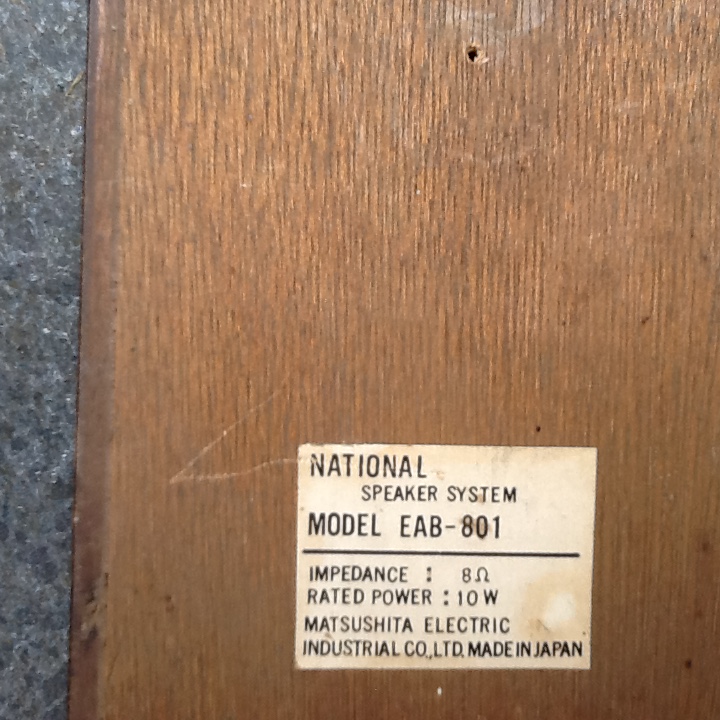 NATIONAL
SPEAKER SYSTEM
MODEL EAB-801
IMPEDANCE : 8Ω
RATED POWER : 10W
MATSUSHITA ELECTRIC
INDUSTRIAL CO.,LTD. MADE IN JAPAN